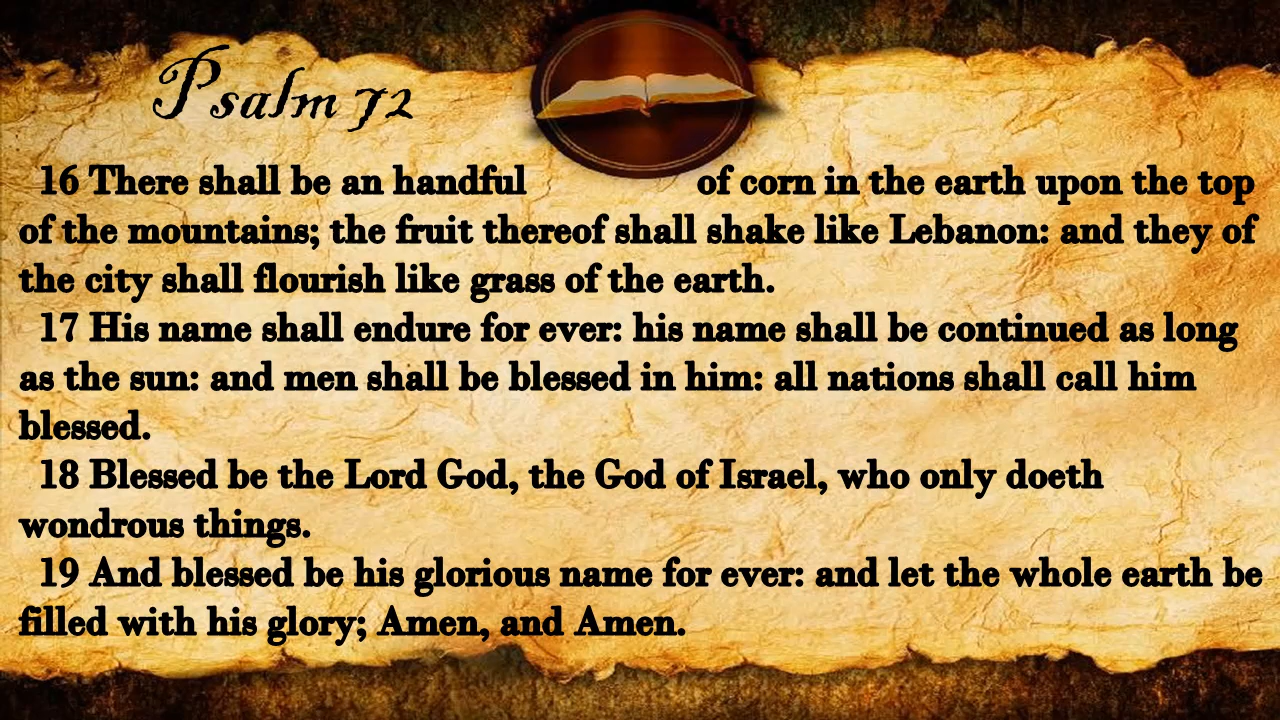 Psalm 72
16 There shall be an handful of corn in the earth upon the top
of the mountains; the fruit thereof shall shake like Lebanon: and they of
the city shall flourish like grass of the earth.
17 His name shall endure for ever: his name shall be continued as long
as the sun: and men shall be blessed in him: all nations shall call him
blessed.
18 Blessed be the Lord God, the God of Israel, who only doeth
wondrous things.
19 And blessed be his glorious name for ever: and let the whole earth be
filled with his glory; Amen, and Amen.